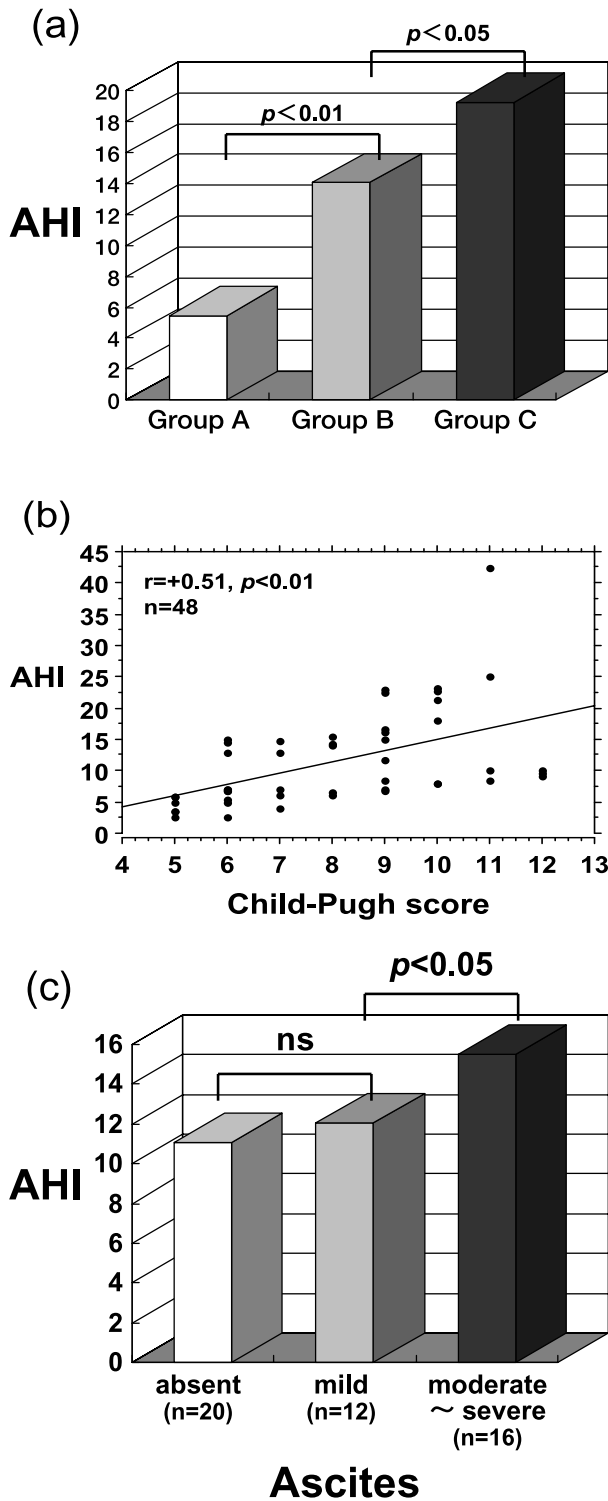 (a)
p<0.05
p<0.01
20
18
16
14
12
10
8
6
4
2
0
AHI
Group A Group B Group C
(b)
45
40
35
30
25
20
15
10
5
0
r=+0.51, p<0.01
n=48
AHI
4 5 6 7 8 9 10 11 12 13
Child-Pugh score
(c)
p<0.05
ns
16
14
12
10
8
6
4
2
0
AHI
absent mild moderate
~ severe
(n=20) (n=12) (n=16)
Ascites